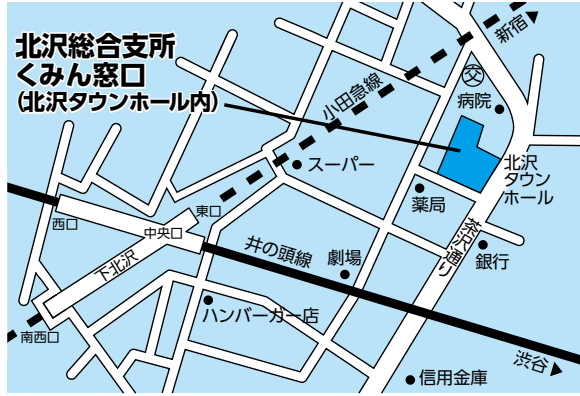 北沢総合支所
くみん窓口
(北沢タウンホール内)
新宿
小田急線
交
病院
スーパー
北沢
タウン
ホール
薬局
東口
西口
中央口
下北沢
井の頭線
劇場
茶沢通り
銀行
ハンバーガー店
南西口
渋谷
信用金庫